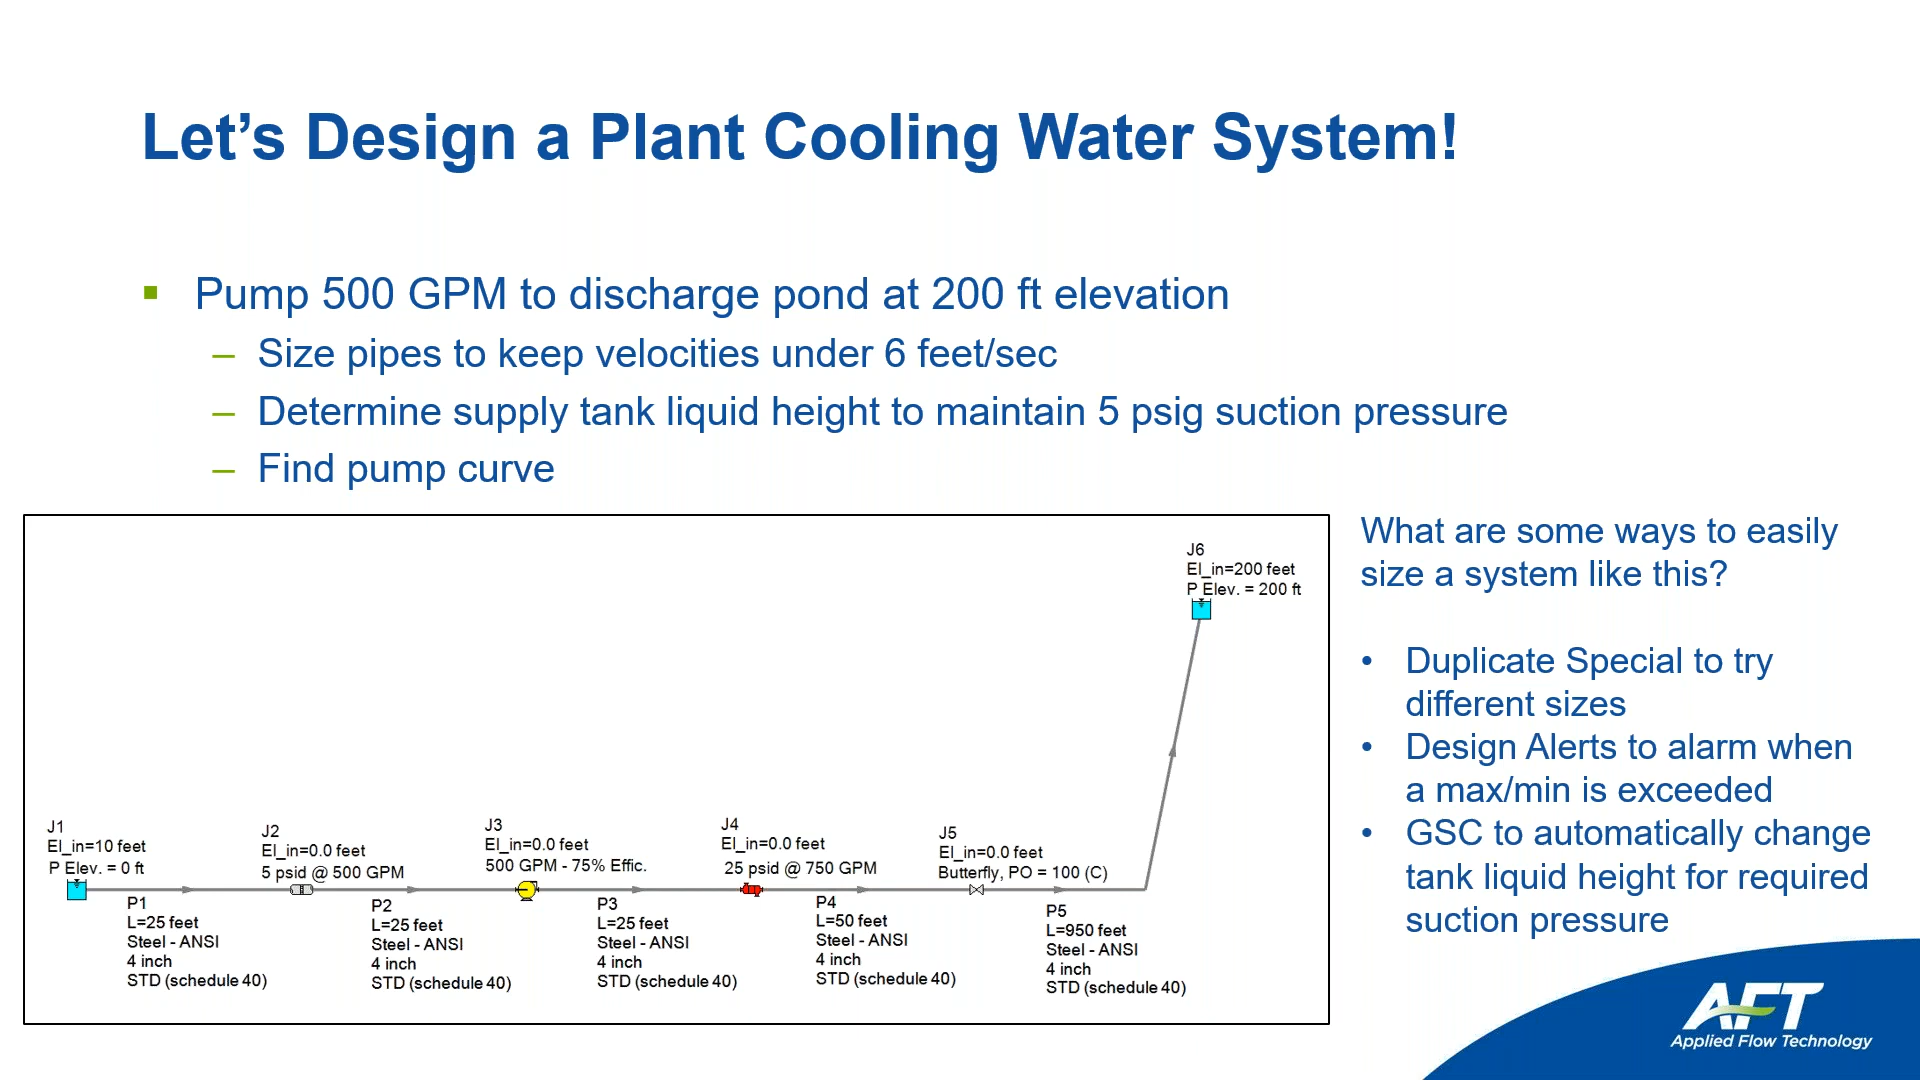 Let’s Design a Plant Cooling Water System!
▪ Pump 500 GPM to discharge pond at 200 ft elevation
– Size pipes to keep velocities under 6 feet/sec
– Determine supply tank liquid height to maintain 5 psig suction pressure
– Find pump curve
What are some ways to easily
size a system like this?
• Duplicate Special to try
different sizes
• Design Alerts to alarm when
a max/min is exceeded
• GSC to automatically change
tank liquid height for required
suction pressure
J1
El_in=10 feet
P Elev. = 0 ft
P1
L=25 feet
Steel - ANSI
4 inch
STD (schedule 40)
J2
El_in=0.0 feet
5 psid @ 500 GPM
P2
L=25 feet
Steel - ANSI
4 inch
STD (schedule 40)
J3
El_in=0.0 feet
500 GPM - 75% Effic.
P3
L=25 feet
Steel - ANSI
4 inch
STD (schedule 40)
J4
El_in=0.0 feet
25 psid @ 750 GPM
P4
L=50 feet
Steel - ANSI
4 inch
STD (schedule 40)
J5
El_in=0.0 feet
Butterfly, PO = 100 (C)
P5
L=950 feet
Steel - ANSI
4 inch
STD (schedule 40)
J6
El_in=200 feet
P Elev. = 200 ft
AFT
Applied Flow Technology